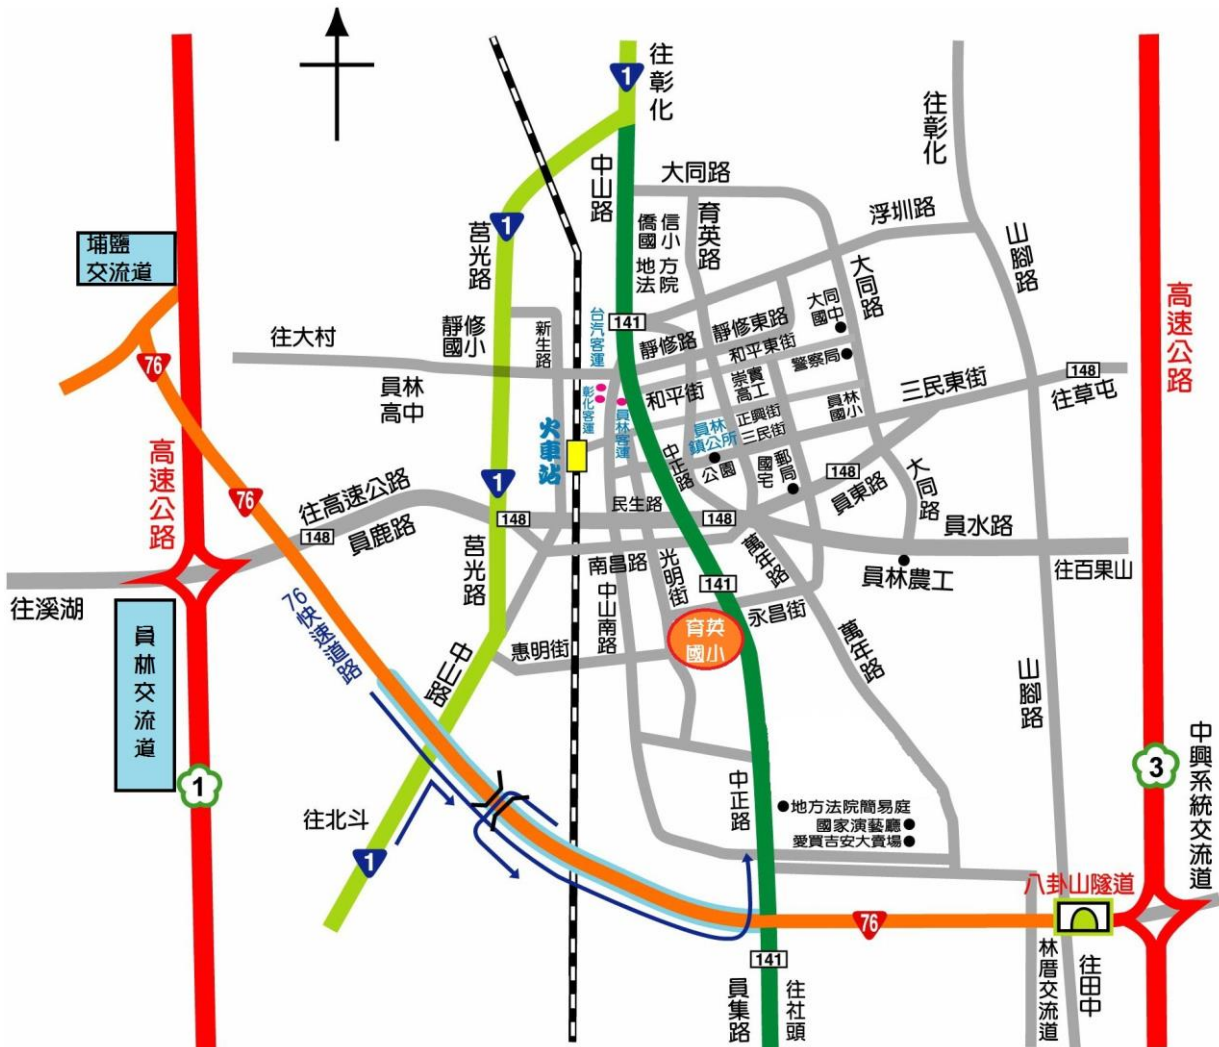 往彰化
1
中山路
大同路
往彰化
育英路
浮圳路
1
莒光路
僑信國小
地方法院
山腳路
埔鹽
交流道
大同路
大同
國中
高速公路
141
台汽客運
靜修東路
新生路
靜修
國小
靜修路
和平東街
往大村
警察局
76
148
三民東街
往草屯
員林
高中
崇實
高工
彰化客運
和平街
員林客運
員林
國小
正興街
三民街
員林
鎮公所
火車站
中正路
公園
國宅
郵局
148
高速公路
76
1
往高速公路
員東路
大同路
民生路
148
148
148
員鹿路
員水路
莒光路
南昌路
光明街
萬年路
員林農工
往百果山
往溪湖
141
76快速道路
中山南路
永昌街
育英
國小
員林交流道
惠明街
中山路
萬年路
山腳路
中興系統交流道
1
3
中正路
地方法院簡易庭
國家演藝廳
愛買吉安大賣場
往北斗
1
八卦山隧道
76
141
員集路
往社頭
林厝交流道
往田中